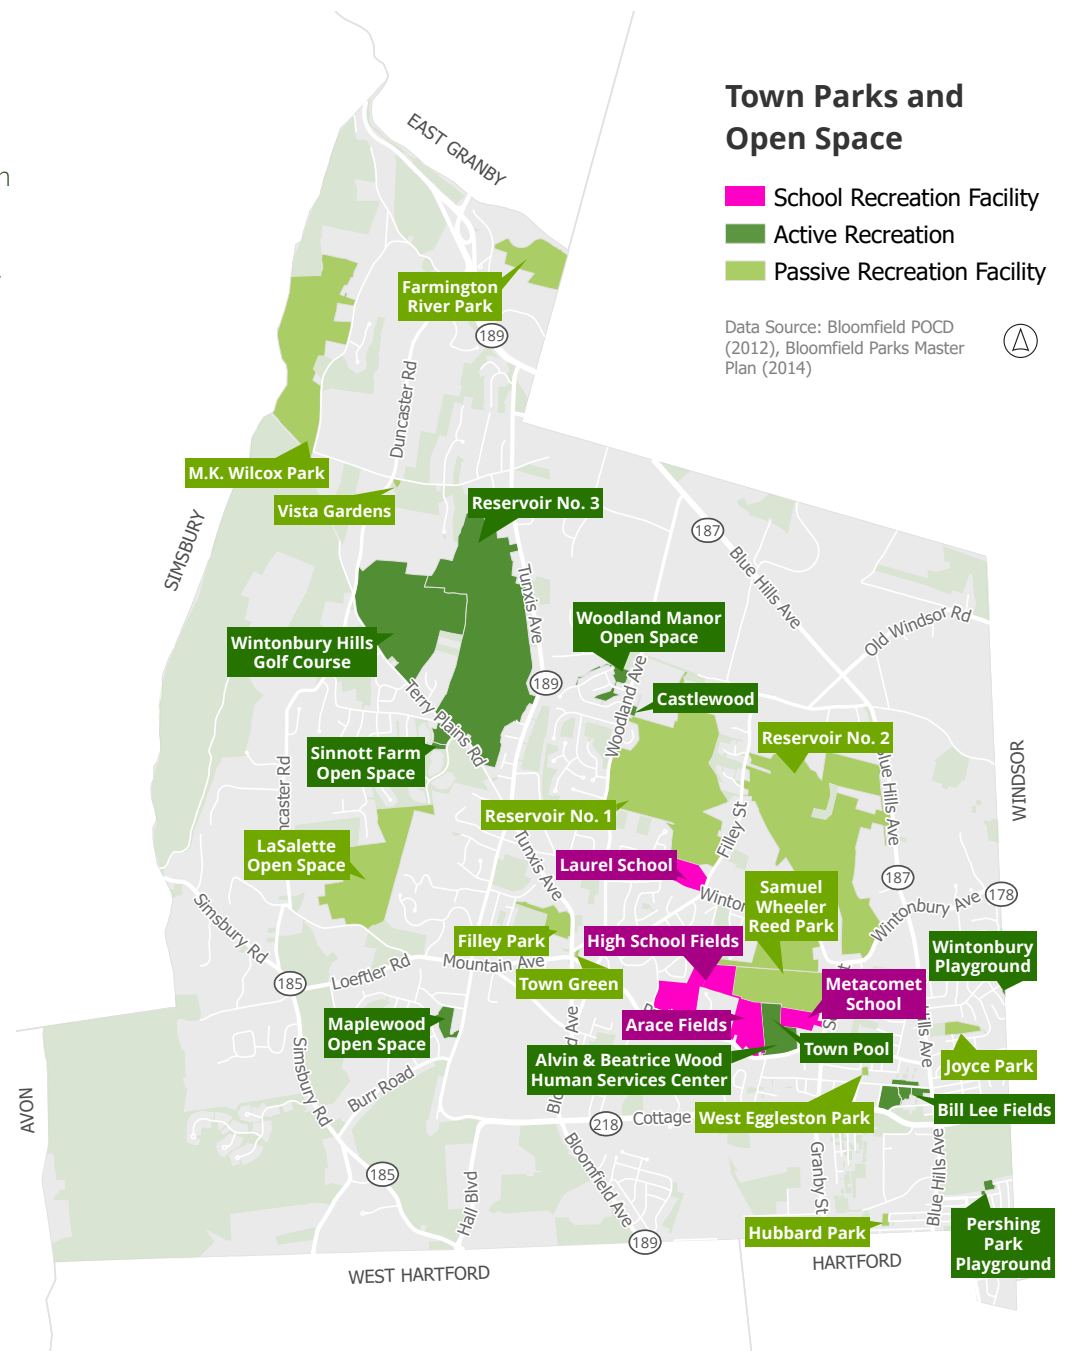 Town Parks and
Open Space
School Recreation Facility
Active Recreation
Passive Recreation Facility
Data Source: Bloomfield POCD
(2012), Bloomfield Parks Master
Plan (2014)
n
EAST GRANBY
Farmington
River Park
189
Duncaster Rd
M.K. Wilcox Park
Vista Gardens
Reservoir No. 3
SIMSBURY
187
Blue Hills Ave
Tunxis Ave
Old Windsor Rd
Woodland Manor
Open Space
Wintonbury Hills
Golf Course
189
Woodland Ave
Castlewood
Terry Plains Rd
Reservoir No. 2
Sinnott Farm
Open Space
WINDSOR
ncaster Rd
lue Hills Ave
Reservoir No. 1
Filley St
LaSalette
Open Space
Tunxis Ave
Laurel School
187
178
Winto
Samuel
Wheeler
Reed Park
Wintonbury Ave
Simsbury Rd
Filley Park
High School Fields
Wintonbury
Playground
Mountain Ave
Loeffler Rd
185
Town Green
Metacomet
School
Maplewood
Open Space
Arace Fields
Town Pool
Hills Ave
Alvin & Beatrice Wood
Human Services Center
Joyce Park
Simsbury Rd
Burr Road
AVON
West Eggleston Park
Bill Lee Fields
218
Cottage
Bloomfield Ave
Granby St
Blue Hills Ave
185
Hall Blvd
Hubbard Park
Pershing
Park
Playground
189
WEST HARTFORD
HARTFORD